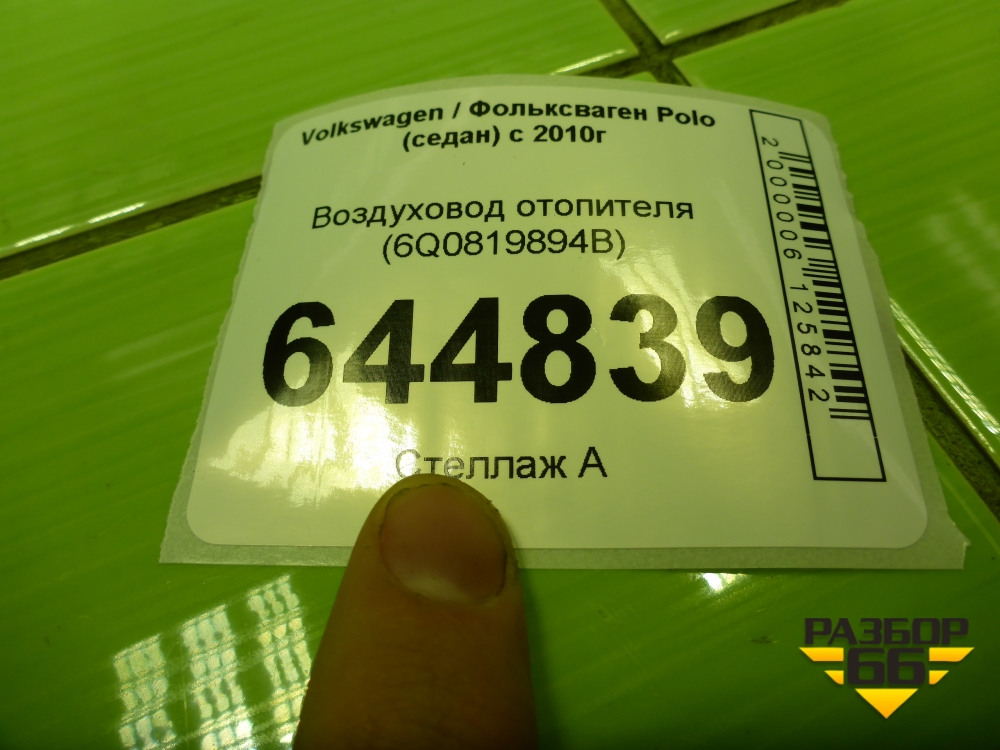 Volkswagen / Фольксваген Polo
(седан) с 2010г
Воздуховод отопителя
(6Q0819894B)
644839
Стеллаж А
2000006125842
РАЗБОР
66